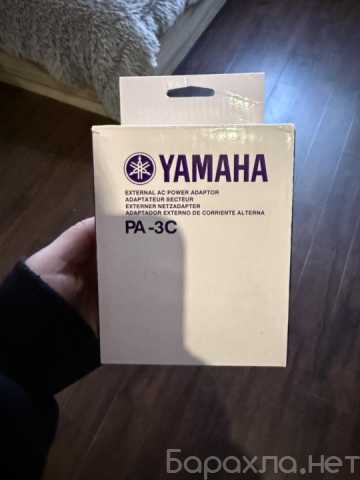 YAMAHA
EXTERNAL AC POWER ADAPTOR
ADAPTATEUR SECTEUR
EXTERNER NETZADAPTER
ADAPTADOR EXTERNO DE CORRIENTE ALTERNA
PA-3C
Барахла.нет